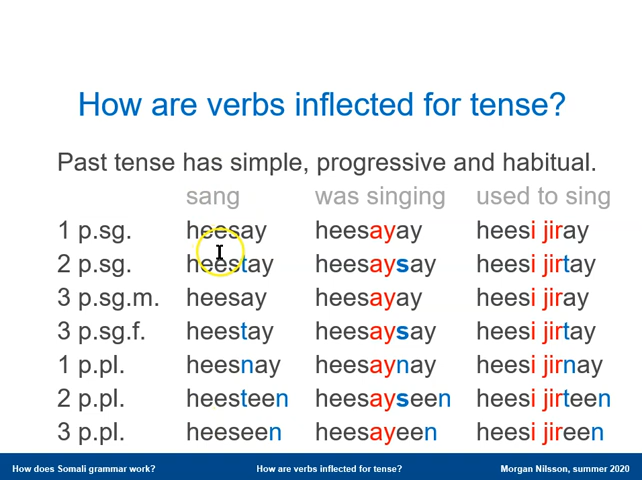 How are verbs inflected for tense?
Past tense has simple, progressive and habitual.
sang was singing used to sing
1 p.sg. heesay heesayay heesi jiray
2 p.sg. heestay heesaysay heesi jirtay
3 p.sg.m. heesay heesayay heesi jiray
3 p.sg.f. heestay heesaysay heesi jirtay
1 p.pl. heesnay heesaynay heesi jirnay
2 p.pl. heesteen heesayseen heesi jirteen
3 p.pl. heeseen heesayeen heesi jireen
How does Somali grammar work? How are verbs inflected for tense? Morgan Nilsson, summer 2020